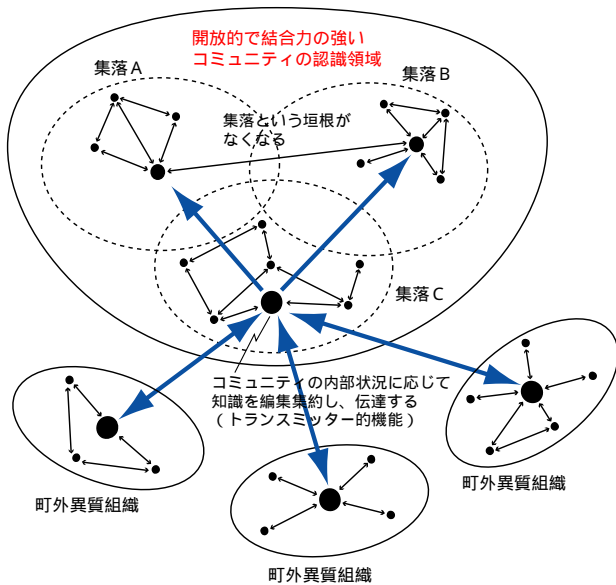 開放的で結合力の強い
コミュニティの認識領域
集落A
集落B
集落という垣根が
なくなる
集落C
コミュニティの内部状況に応じて
知識を編集集約し、伝達する
(トランスミッター的機能)
町外異質組織
町外異質組織
町外異質組織